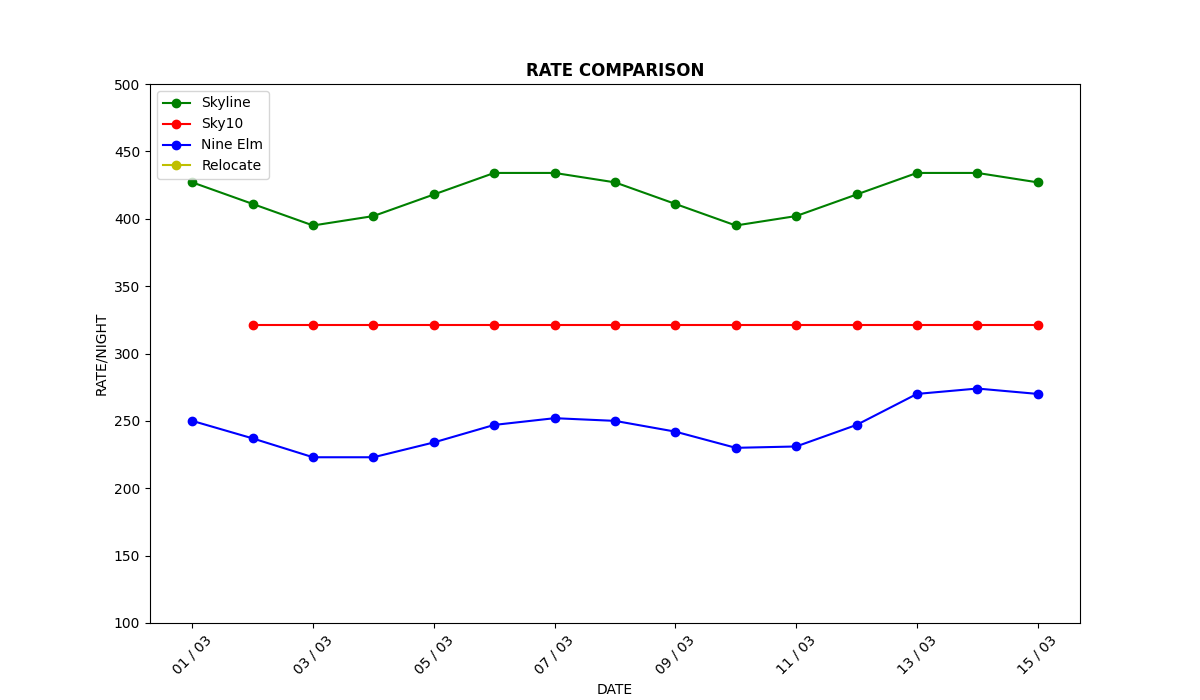 RATE COMPARISON
Skyline
Sky10
Nine Elm
Relocate
500
450
400
350
300
250
200
150
100
RATE/NIGHT
01 / 03
03 / 03
05 / 03
07 / 03
09 / 03
11 / 03
13 / 03
15 / 03
DATE